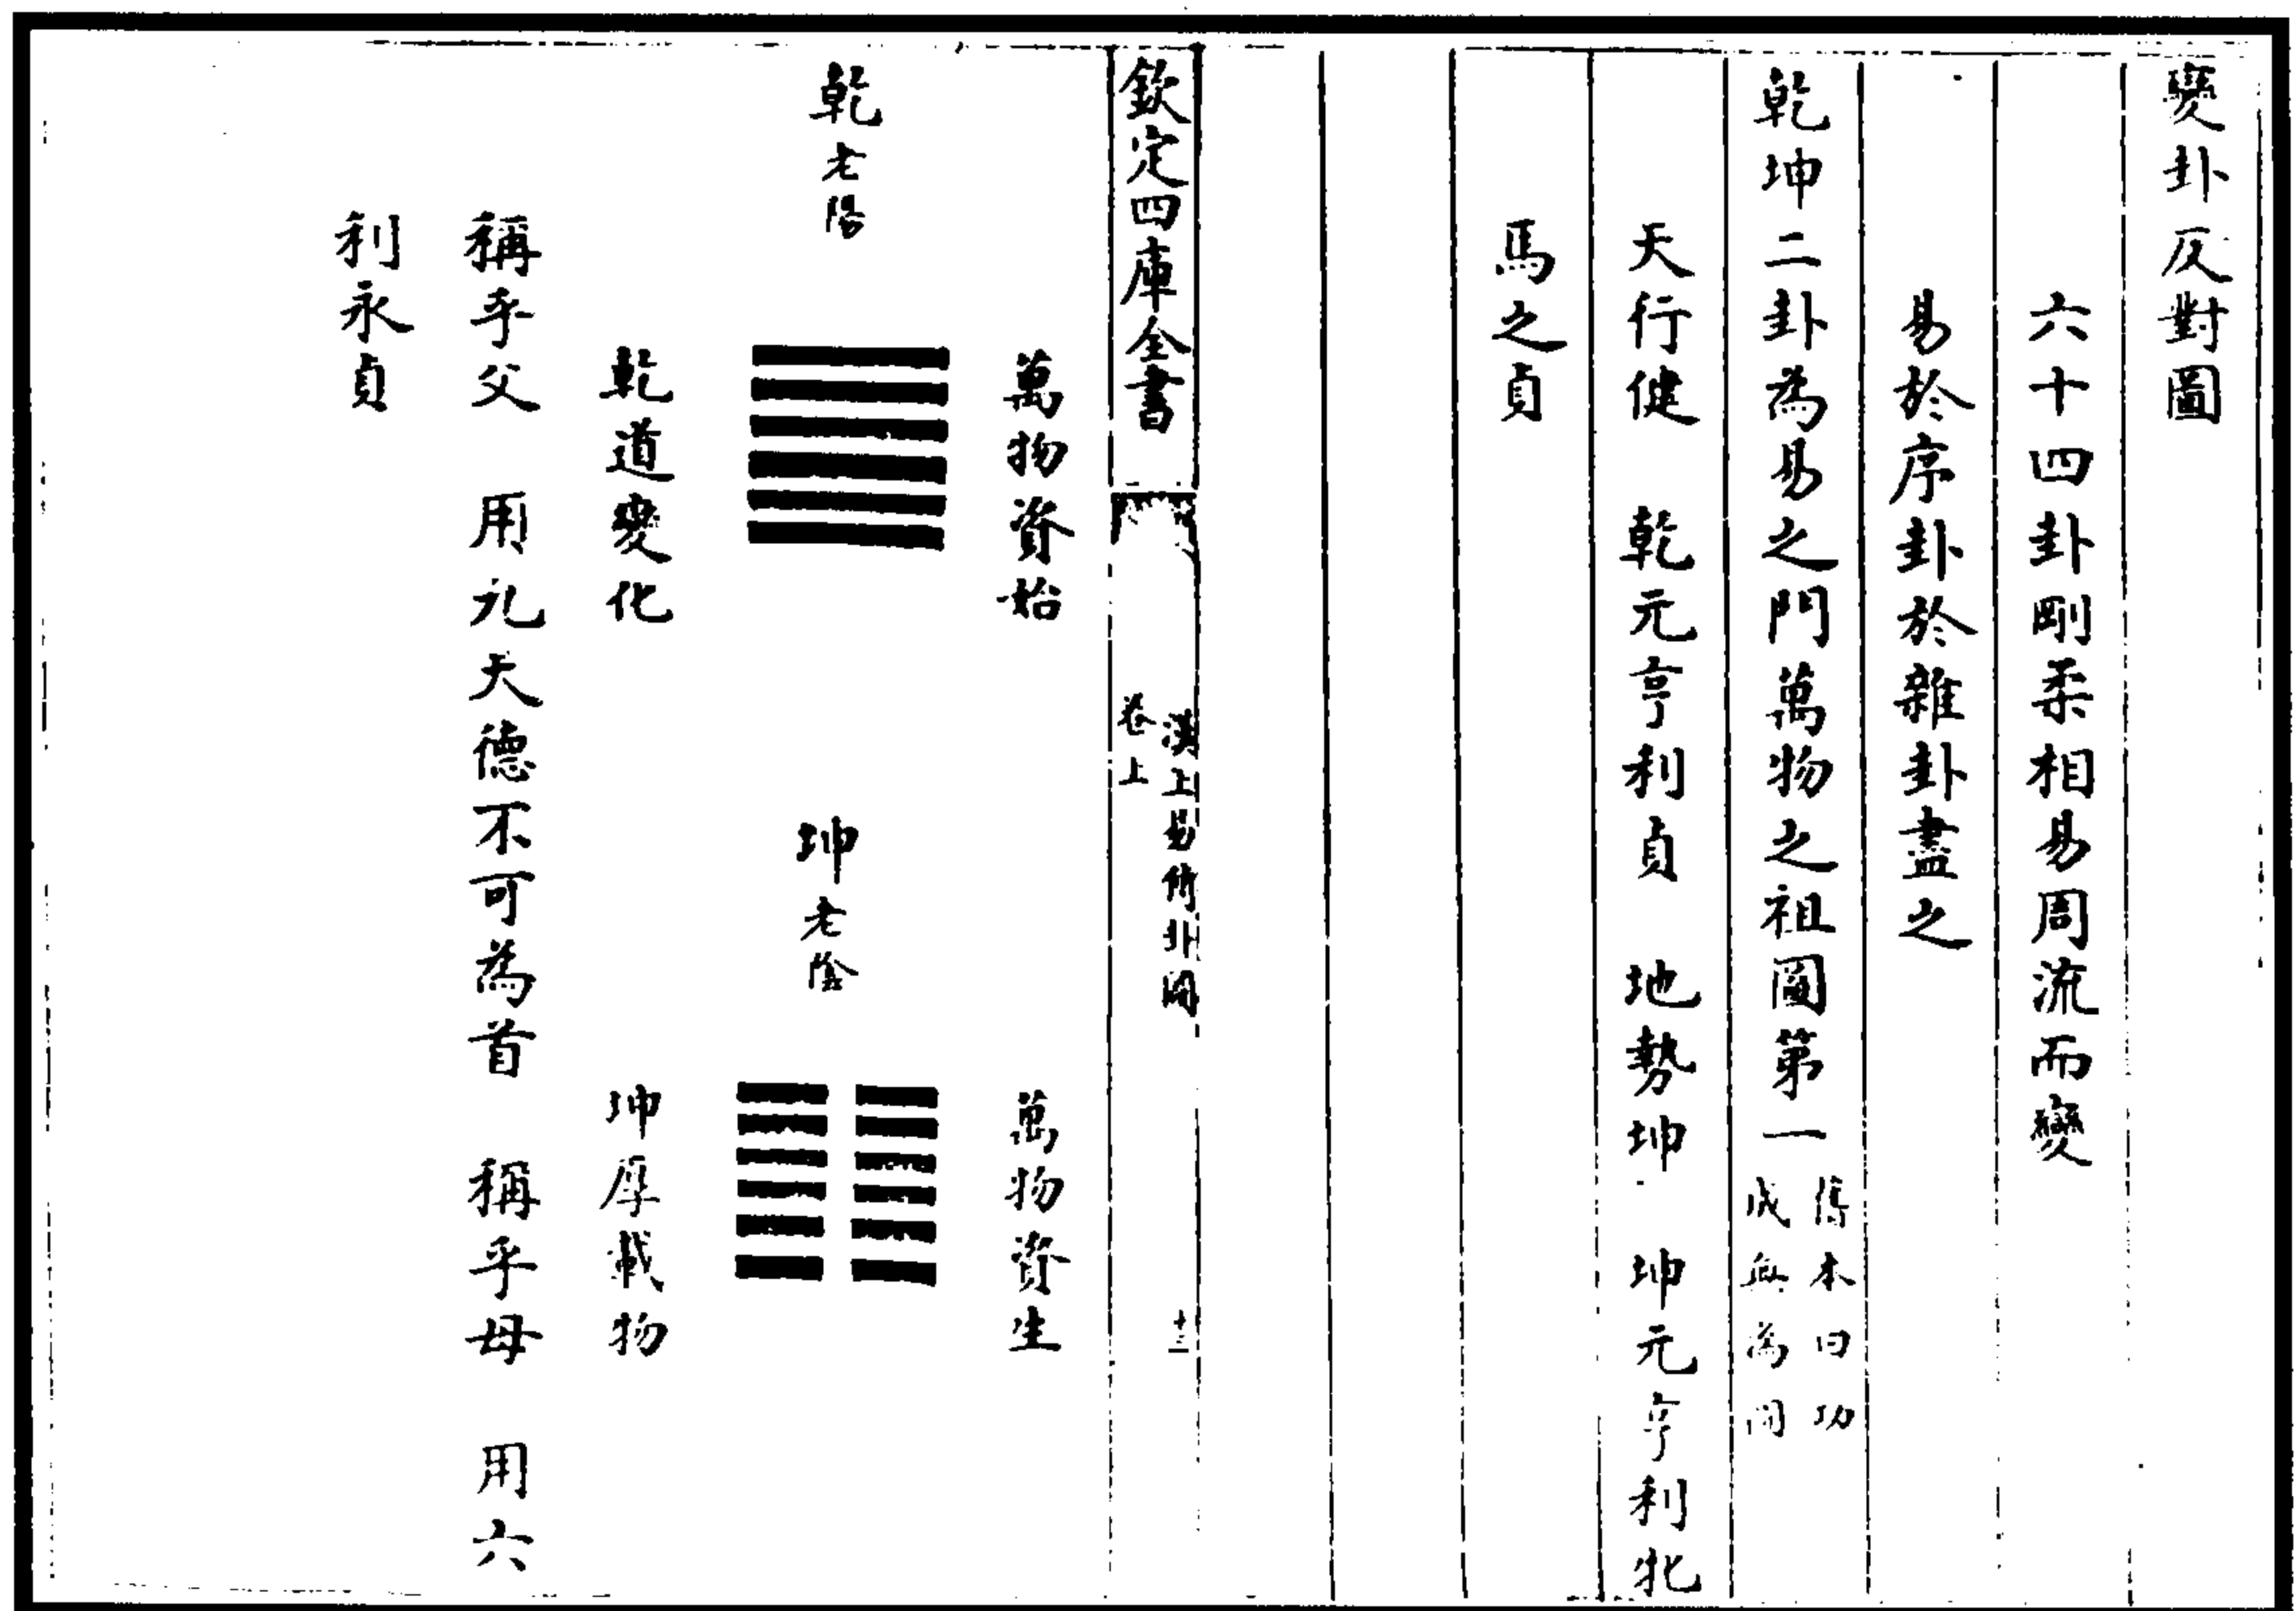 變卦反對圖
六十四卦剛柔相易周流而變
易於序卦於雜卦盡之
乾坤二卦為易之門萬物之祖圖第一
舊本曰功
成無為圖
天行健　乾元亨利貞　地勢坤　坤元亨利牝
馬之貞
欽定四庫全書
漢上易傳卦圖
卷上
十三
萬物資始
萬物資生
乾老陽
坤老陰
乾道變化
坤厚載物
稱乎父　用九天德不可為首　稱乎母　用六
利永貞